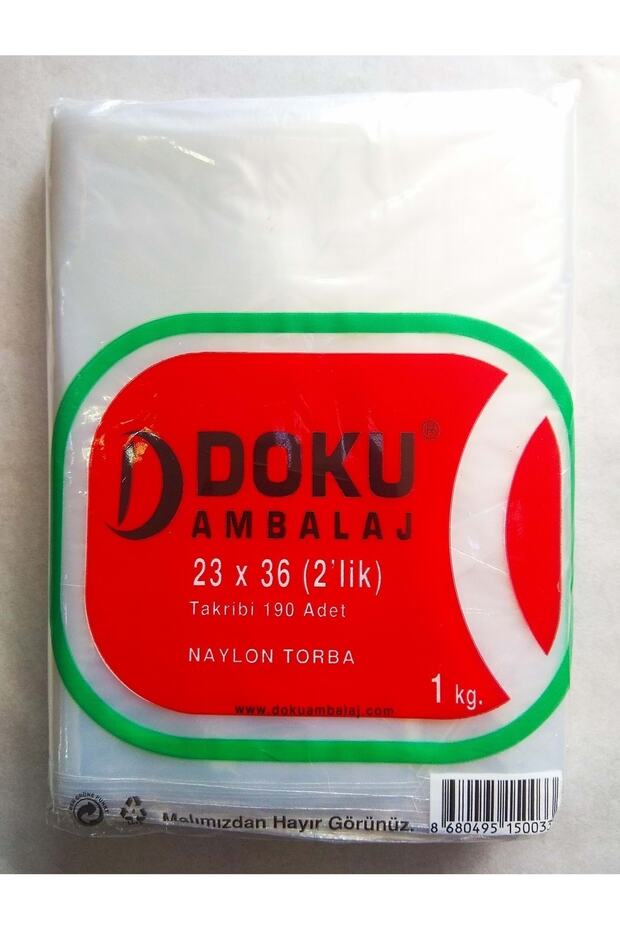 DOKU ®
AMBALAJ
23 x 36 (2'lik)
Takribi 190 Adet
NAYLON TORBA
1 kg.
www.dokuambalaj.com
Malımızdan Hayır Görünüz.
8 680495 150033